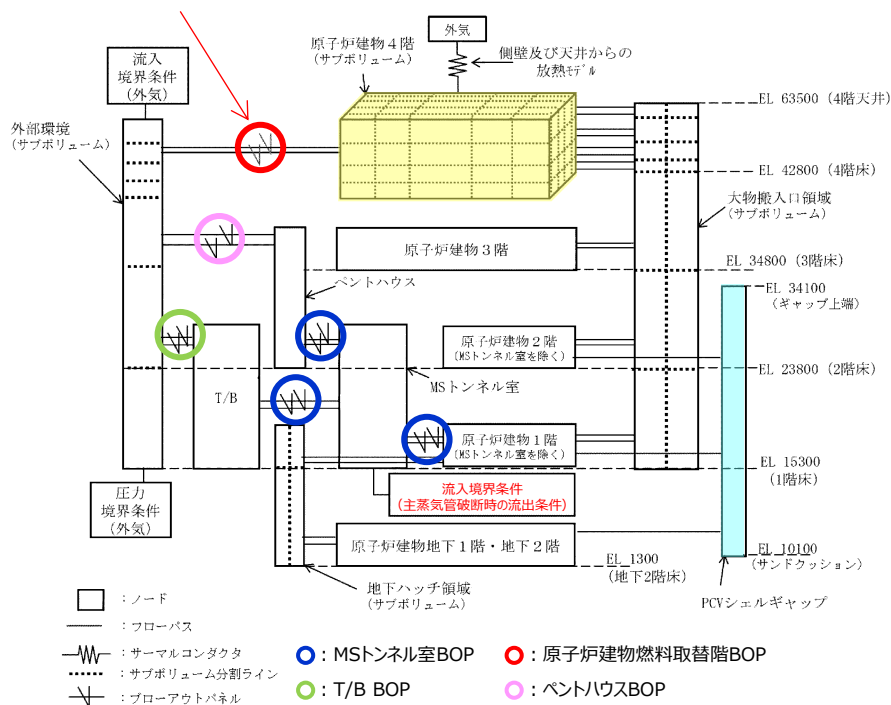 外気
原子炉建物４階
(サブボリューム)
側壁及び天井からの
放熱ﾓﾃﾞﾙ
流入
境界条件
(外気)
EL 63500 (4階天井)
外部環境
(サブボリューム)
EL 42800 (4階床)
大物搬入口領域
(サブボリューム)
原子炉建物３階
EL 34800 (3階床)
ペントハウス
EL 34100
(ギャップ上端)
原子炉建物２階
(MSトンネル室を除く)
EL 23800 (2階床)
MSトンネル室
T/B
原子炉建物１階
(MSトンネル室を除く)
EL 15300
(1階床)
圧力
境界条件
(外気)
流入境界条件
(主蒸気管破断時の流出条件)
原子炉建物地下１階・地下２階
EL 10100
(サンドクッション)
EL 1300
(地下2階床)
地下ハッチ領域
(サブボリューム)
PCVシェルギャップ
：ノード
：フローパス
：サーマルコンダクタ
：サブボリューム分割ライン
：ブローアウトパネル
：MSトンネル室BOP
：原子炉建物燃料取替階BOP
：T/B BOP
：ペントハウスBOP